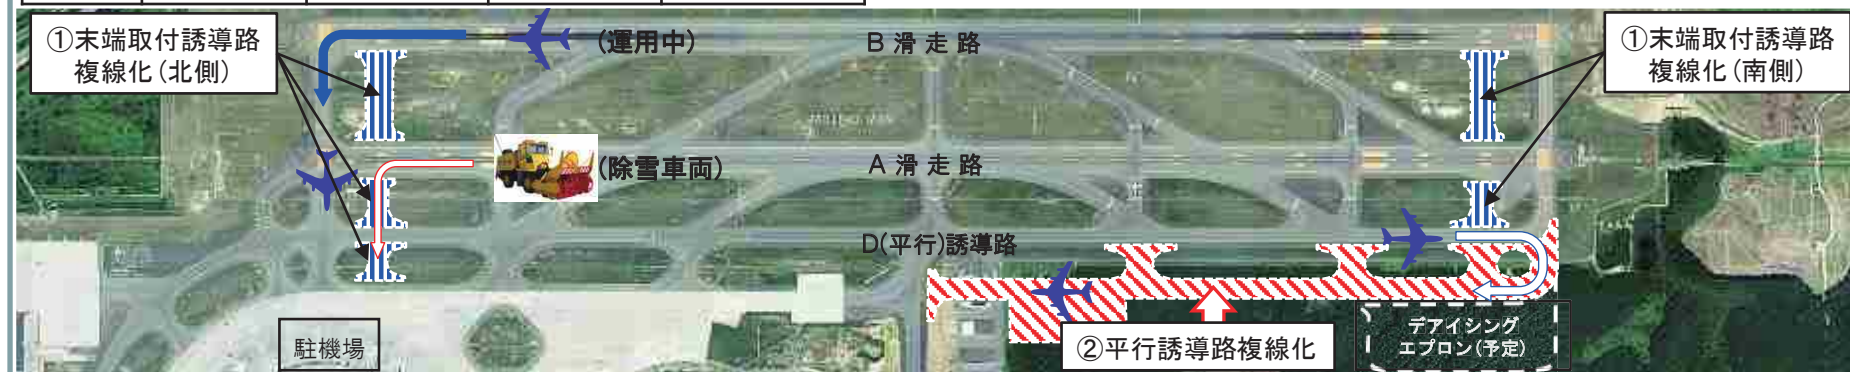 ①末端取付誘導路
複線化(北側)
(運用中)
B 滑 走 路
①末端取付誘導路
複線化(南側)
(除雪車両)
A 滑 走 路
D(平行)誘導路
駐機場
②平行誘導路複線化
デアイシング
エプロン(予定)